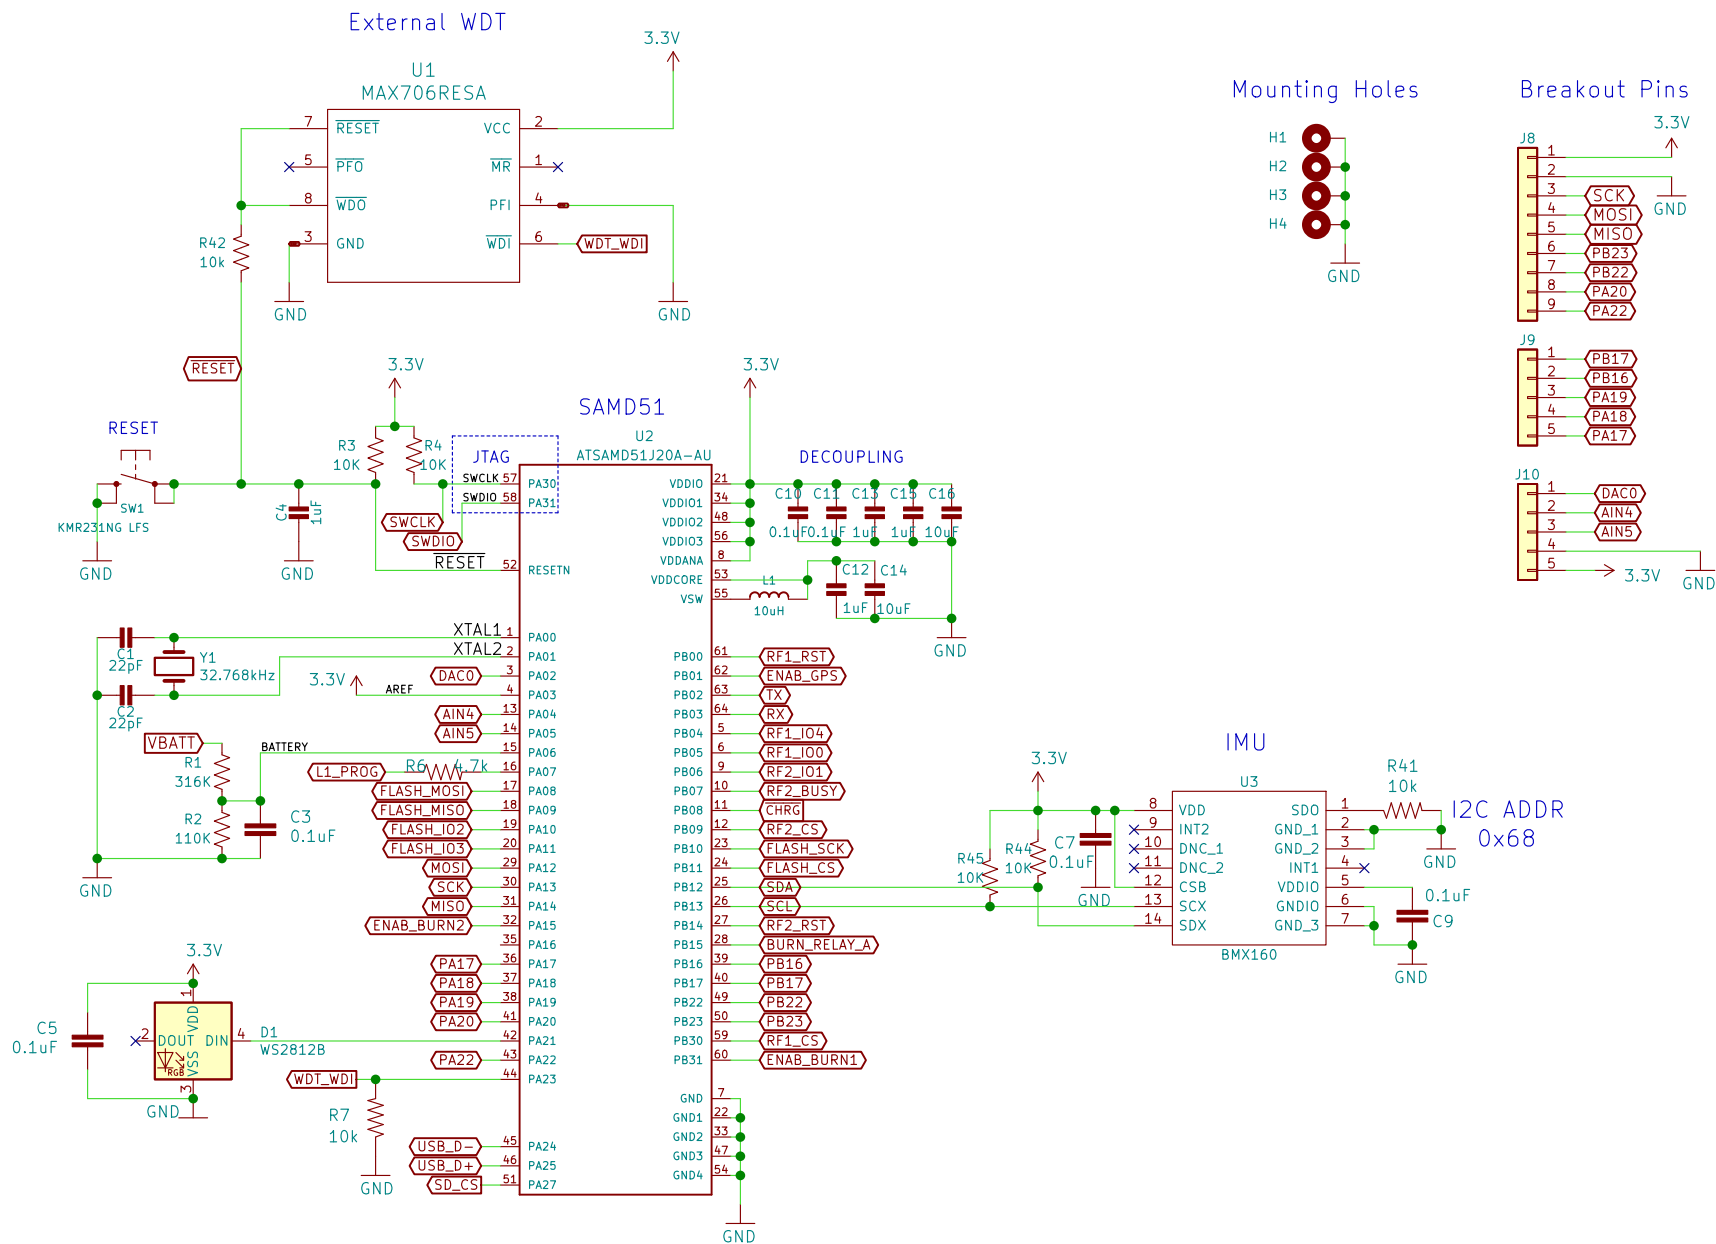 External WDT
3.3V
U1
MAX706RESA
7
RESET
VCC
2
5
PFO
MR
1
8
WDO
PFI
4
3
GND
WDI
6
WDT_WDI
R42
10k
GND
GND
RESET
Mounting Holes
H1
H2
H3
H4
GND
Breakout Pins
3.3V
J8
1
2
3
SCK
GND
4
MOSI
5
MISO
6
PB23
7
PB22
8
PA20
9
PA22
J9
1
PB17
2
PB16
3
PA19
4
PA18
5
PA17
J10
1
DAC0
2
AIN4
3
AIN5
4
5
3.3V
GND
RESET
SW1
KMR231NG LFS
GND
C4
1uF
GND
3.3V
R3
10K
R4
10K
JTAG
SWCLK
SWDIO
SWCLK
SWDIO
RESET
SAMD51
U2
ATSAMD51J20A-AU
57
PA30
58
PA31
52
RESETN
1
PA00
2
PA01
3
PA02
4
PA03
13
PA04
14
PA05
15
PA06
16
PA07
17
PA08
18
PA09
19
PA10
20
PA11
29
PA12
30
PA13
31
PA14
32
PA15
35
PA16
36
PA17
37
PA18
38
PA19
41
PA20
42
PA21
43
PA22
44
PA23
45
PA24
46
PA25
51
PA27
VDDIO
21
VDDIO1
34
VDDIO2
48
VDDIO3
56
VDDANA
8
VDDCORE
53
VSW
55
PB00
61
RF1_RST
PB01
62
ENAB_GPS
PB02
63
TX
PB03
64
RX
PB04
5
RF1_IO4
PB05
6
RF1_IO0
PB06
9
RF2_IO1
PB07
10
RF2_BUSY
PB08
11
CHRG
PB09
12
RF2_CS
PB10
23
FLASH_SCK
PB11
24
FLASH_CS
PB12
25
SDA
PB13
26
SCL
PB14
27
RF2_RST
PB15
28
BURN_RELAY_A
PB16
39
PB16
PB17
40
PB17
PB22
49
PB22
PB23
50
PB23
PB30
59
RF1_CS
PB31
60
ENAB_BURN1
GND
7
GND1
22
GND2
33
GND3
47
GND4
54
GND
3.3V
DECOUPLING
C10
C11
C13
C15
C16
0.1uF
0.1uF
1uF
1uF
10uF
L1
10uH
C12
C14
1uF
10uF
GND
XTAL1
XTAL2
C1
22pF
Y1
32.768kHz
C2
22pF
3.3V
AREF
DAC0
AIN4
AIN5
VBATT
BATTERY
R1
316K
R2
110K
C3
0.1uF
GND
L1_PROG
R6
4.7k
FLASH_MOSI
FLASH_MISO
FLASH_IO2
FLASH_IO3
MOSI
SCK
MISO
ENAB_BURN2
PA17
PA18
PA19
PA20
PA22
WDT_WDI
R7
10k
GND
USB_D-
USB_D+
SD_CS
3.3V
C5
0.1uF
1
VDD
2
DOUT
DIN
4
VSS
RGB
3
D1
WS2812B
GND
IMU
3.3V
U3
BMX160
R45
10K
R44
10K
C7
0.1uF
GND
8
VDD
9
INT2
10
DNC_1
11
DNC_2
12
CSB
13
SCX
14
SDX
SDO
1
GND_1
2
GND_2
3
INT1
4
VDDIO
5
GNDIO
6
GND_3
7
R41
10k
I2C ADDR
0x68
GND
0.1uF
C9
GND